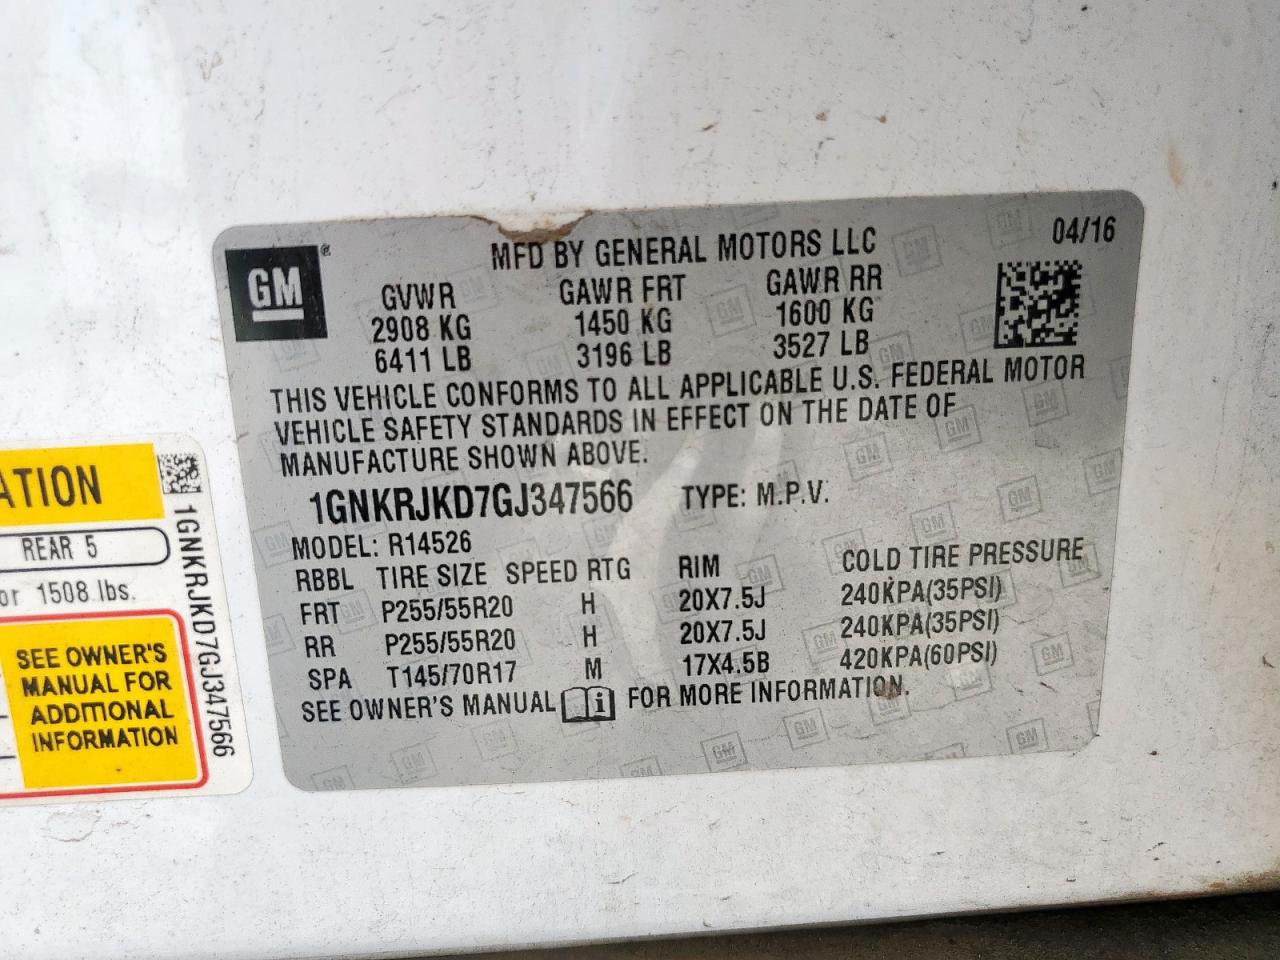 GM ®
MFD BY GENERAL MOTORS LLC
04/16
GVWR GAWR FRT GAWR RR
2908 KG 1450 KG 1600 KG
6411 LB 3196 LB 3527 LB
THIS VEHICLE CONFORMS TO ALL APPLICABLE U.S. FEDERAL MOTOR
VEHICLE SAFETY STANDARDS IN EFFECT ON THE DATE OF
MANUFACTURE SHOWN ABOVE.
1GNKRJKD7GJ347566 TYPE: M.P.V.
MODEL: R14526
RBBL TIRE SIZE SPEED RTG RIM COLD TIRE PRESSURE
FRT P255/55R20 H 20X7.5J 240KPA(35PSI)
RR P255/55R20 H 20X7.5J 240KPA(35PSI)
SPA T145/70R17 M 17X4.5B 420KPA(60PSI)
SEE OWNER'S MANUAL i FOR MORE INFORMATION.
ATION
REAR 5
or 1508 lbs.
SEE OWNER'S
MANUAL FOR
ADDITIONAL
INFORMATION
1GNKRJKD7GJ347566